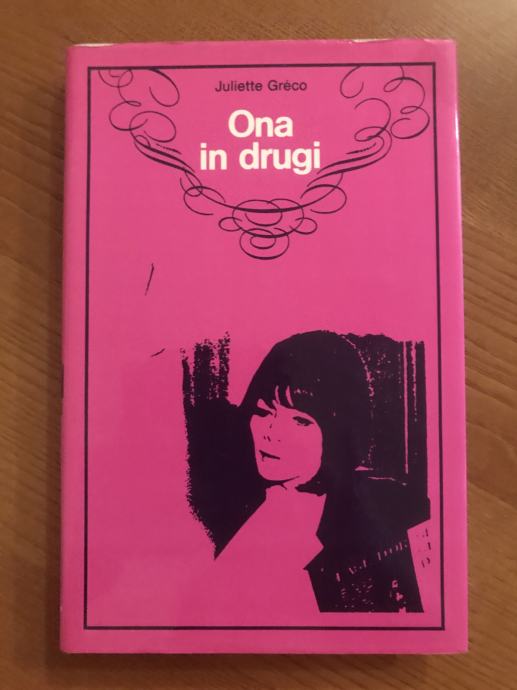 Juliette Gréco
Ona
in drugi